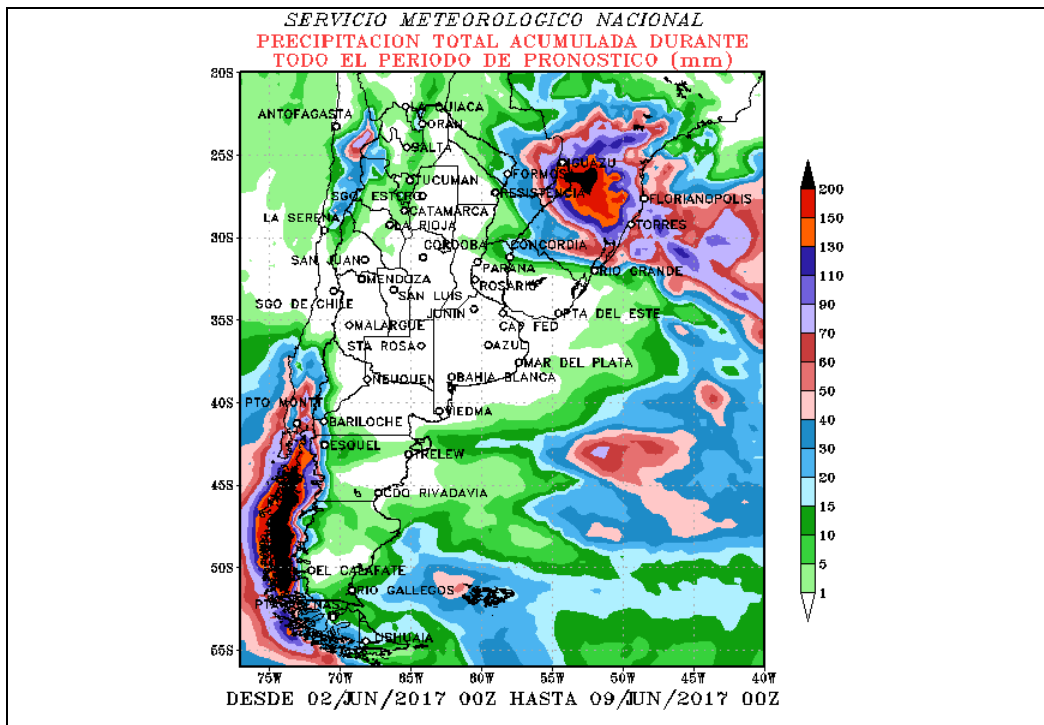 SERVICIO METEOROLOGICO NACIONAL
PRECIPITACION TOTAL ACUMULADA DURANTE
TODO EL PERIODO DE PRONOSTICO (mm)
20S
LA QUIACA
ANTOFAGASTA
ORAN
SALTA
25S
IGUAZU
FORMOS
TUCUMAN
RESISTENCIA
SGO ESTERO
FLORIANOPOLIS
CATAMARCA
LA SERENA
LA RIOJA
TORRES
30S
CORDOBA
CONCORDIA
SAN JUAN
PARANA
RIO GRANDE
MENDOZA
ROSARIO
SAN LUIS
SGO DE CHILE
JUNIN
PTA DEL ESTE
35S
MALARGUE
CAP FED
STA ROSA
AZUL
MAR DEL PLATA
NEUQUEN
BAHIA BLANCA
40S
PTO MONTT
VIEDMA
BARILOCHE
ESQUEL
TRELEW
45S
CDO RIVADAVIA
50S
EL CALAFATE
RIO GALLEGOS
USHUAIA
55S
75W 70W 65W 60W 55W 50W 45W 40W
DESDE 02/JUN/2017 00Z HASTA 09/JUN/2017 00Z
200
150
130
110
90
70
60
50
40
30
20
15
10
5
1